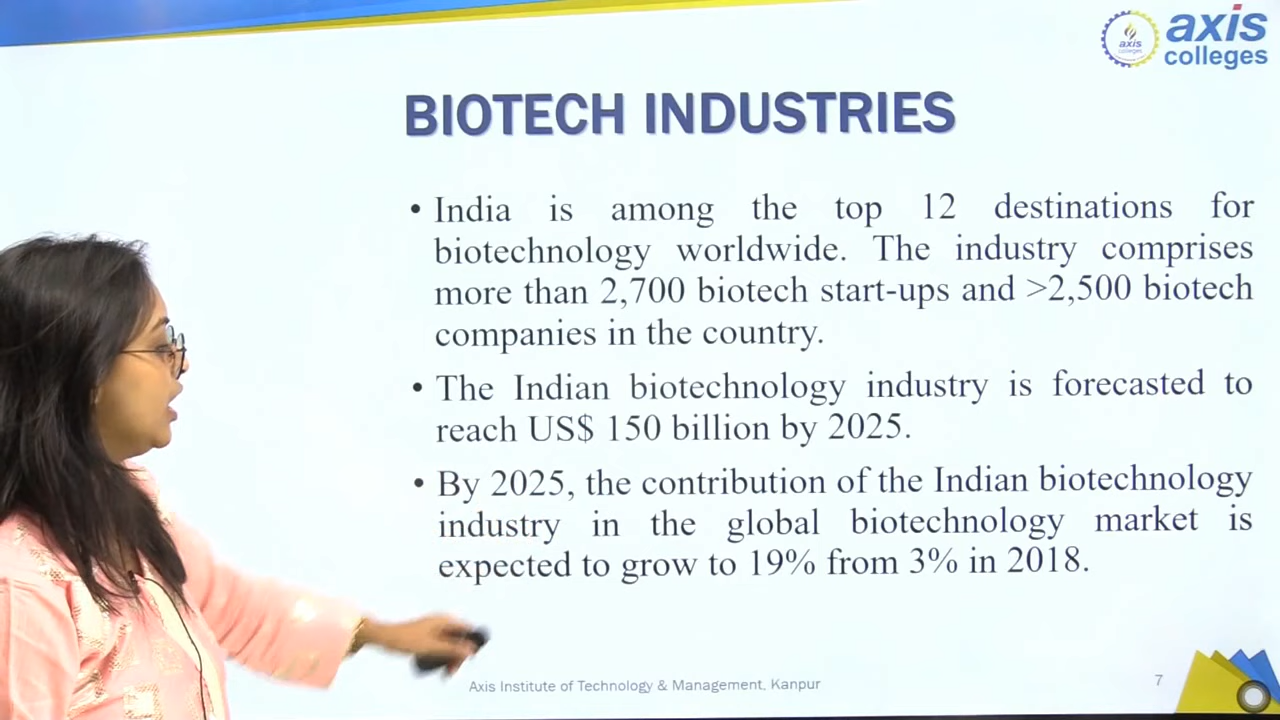 axis
colleges
axis
colleges
BIOTECH INDUSTRIES
• India is among the top 12 destinations for
biotechnology worldwide. The industry comprises
more than 2,700 biotech start-ups and >2,500 biotech
companies in the country.
• The Indian biotechnology industry is forecasted to
reach US$ 150 billion by 2025.
• By 2025, the contribution of the Indian biotechnology
industry in the global biotechnology market is
expected to grow to 19% from 3% in 2018.
Axis Institute of Technology & Management, Kanpur
7